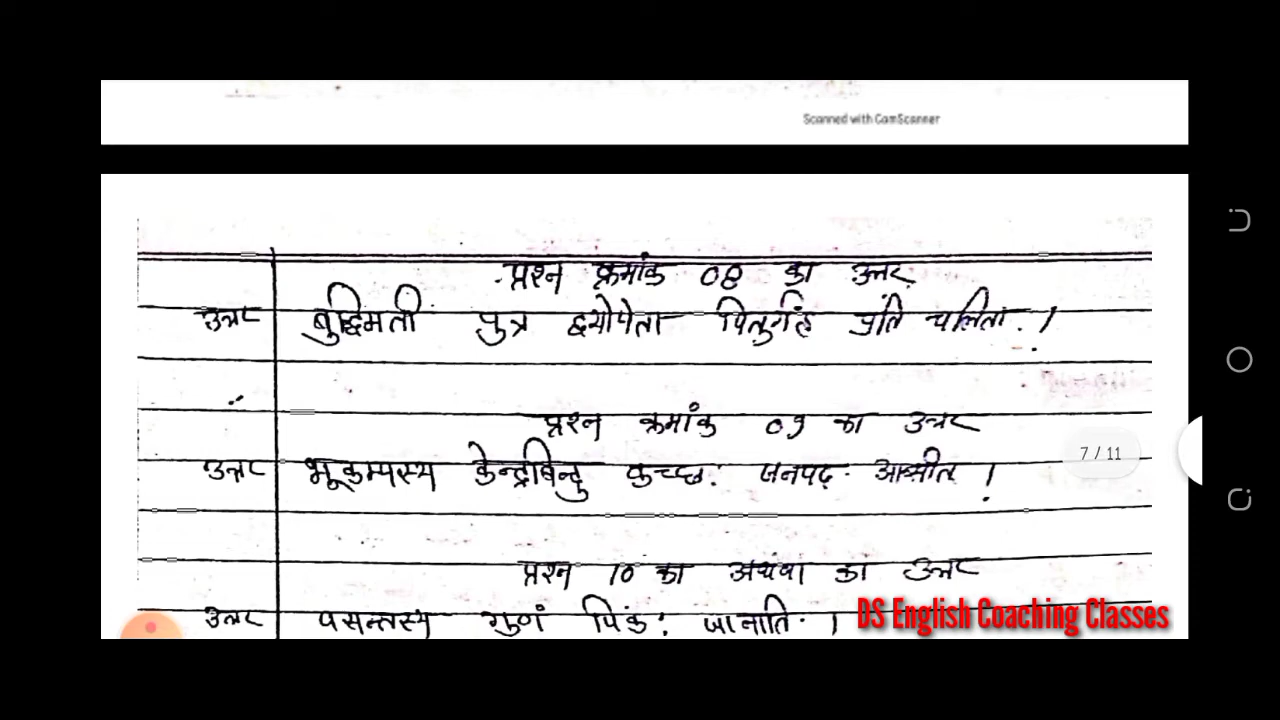 Scanned with CamScanner
प्रश्न क्रमांक 08 का उत्तर
उत्तर बुद्धिमती पुत्र द्वयोपेता पितुर्गृहं प्रति चलिता।
प्रश्न क्रमांक 09 का उत्तर
उत्तर भूकम्पस्य केन्द्रबिन्दु कच्छः जनपद आसीत ।
7 / 11
प्रश्न 10 का अथवा का उत्तर
उत्तर वसन्तस्य गुणं पिकः जानाति ।
DS English Coaching Classes